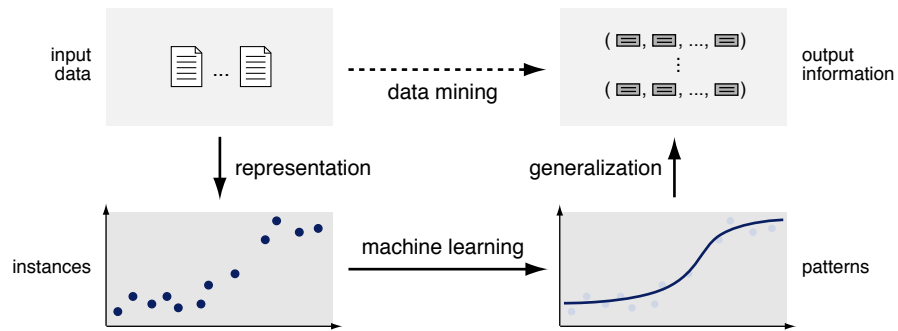 input
data
...
data mining
( , , ..., )
⋮
( , , ..., )
output
information
representation
generalization
instances
machine learning
patterns